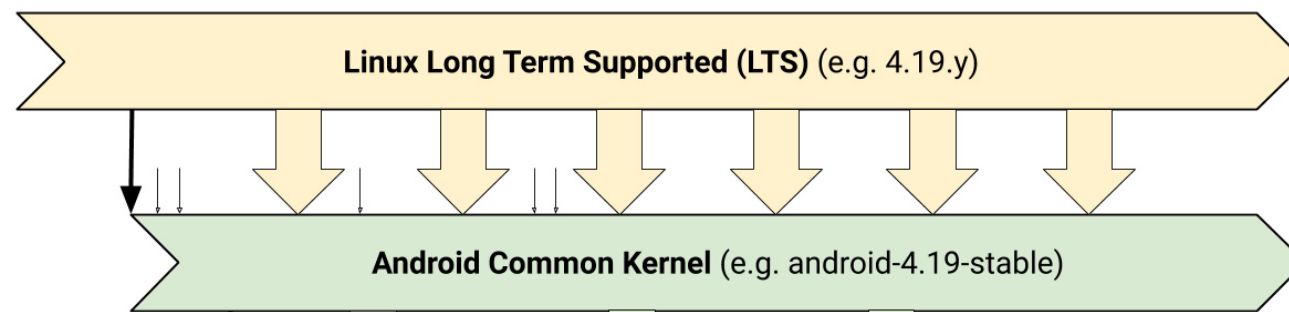 Linux Long Term Supported (LTS) (e.g. 4.19.y)
Android Common Kernel (e.g. android-4.19-stable)